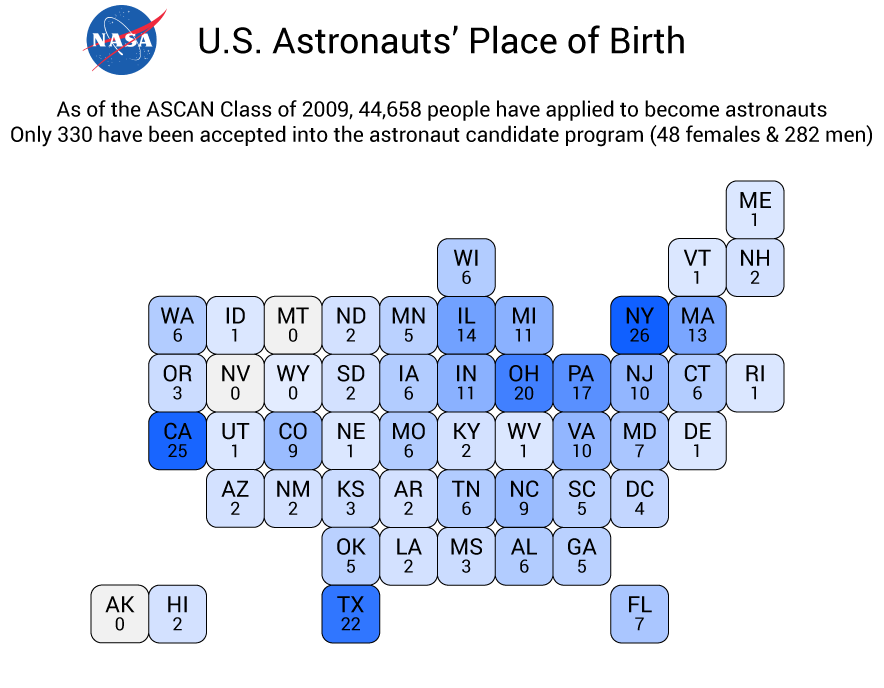 NASA
U.S. Astronauts’ Place of Birth
As of the ASCAN Class of 2009, 44,658 people have applied to become astronauts
Only 330 have been accepted into the astronaut candidate program (48 females & 282 men)
ME
1
WI VT NH
6 1 2
WA ID MT ND MN IL MI NY MA
6 1 0 2 5 14 11 26 13
OR NV WY SD IA IN OH PA NJ CT RI
3 0 0 2 6 11 20 17 10 6 1
CA UT CO NE MO KY WV VA MD DE
25 1 9 1 6 2 1 10 7 1
AZ NM KS AR TN NC SC DC
2 2 3 2 6 9 5 4
OK LA MS AL GA
5 2 3 6 5
AK HI TX FL
0 2 22 7